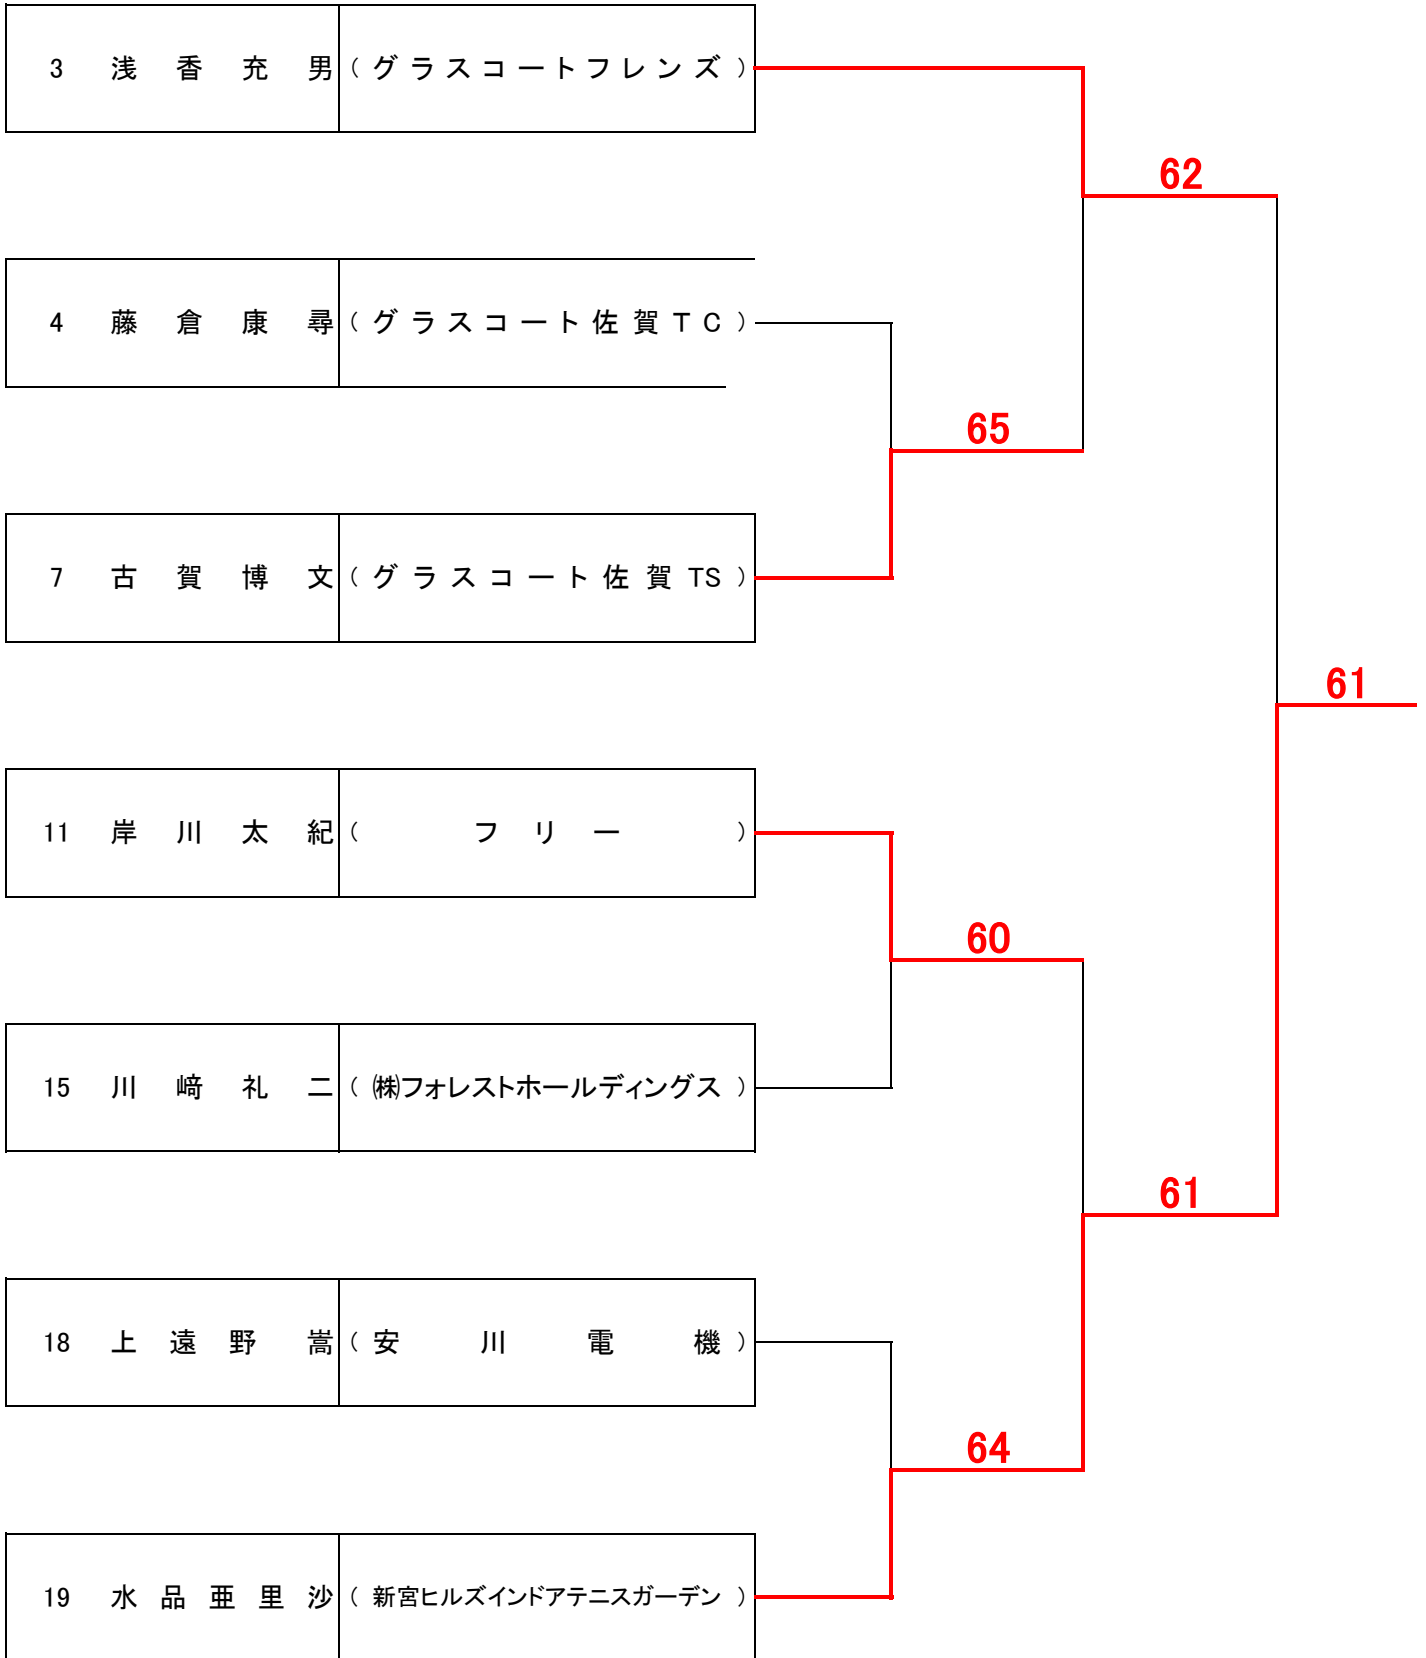 3 浅香充男 (グラスコートフレンズ)
62
4 藤倉康尋 (グラスコート佐賀TC)
65
7 古賀博文 (グラスコート佐賀TS)
61
11 岸川太紀 (フリー)
60
15 川﨑礼二 (㈱フォレストホールディングス)
61
18 上遠野嵩 (安川電機)
64
19 水品亜里沙 (新宮ヒルズインドアテニスガーデン)